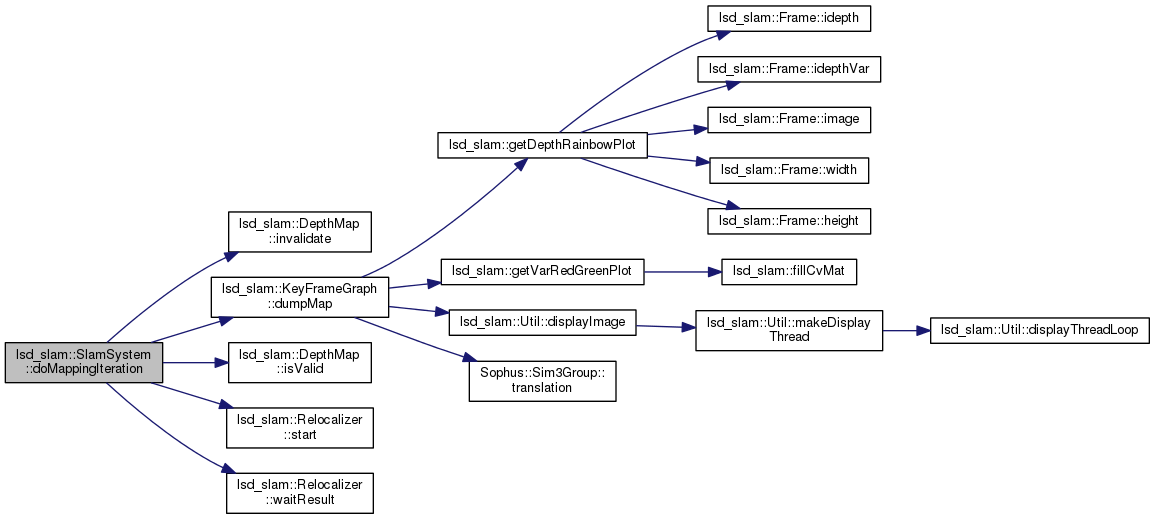 lsd_slam::SlamSystem
::doMappingIteration
lsd_slam::DepthMap
::invalidate
lsd_slam::KeyFrameGraph
::dumpMap
lsd_slam::DepthMap
::isValid
lsd_slam::Relocalizer
::start
lsd_slam::Relocalizer
::waitResult
lsd_slam::getDepthRainbowPlot
lsd_slam::getVarRedGreenPlot
lsd_slam::Util::displayImage
Sophus::Sim3Group::
translation
lsd_slam::Frame::idepth
lsd_slam::Frame::idepthVar
lsd_slam::Frame::image
lsd_slam::Frame::width
lsd_slam::Frame::height
lsd_slam::fillCvMat
lsd_slam::Util::makeDisplay
Thread
lsd_slam::Util::displayThreadLoop